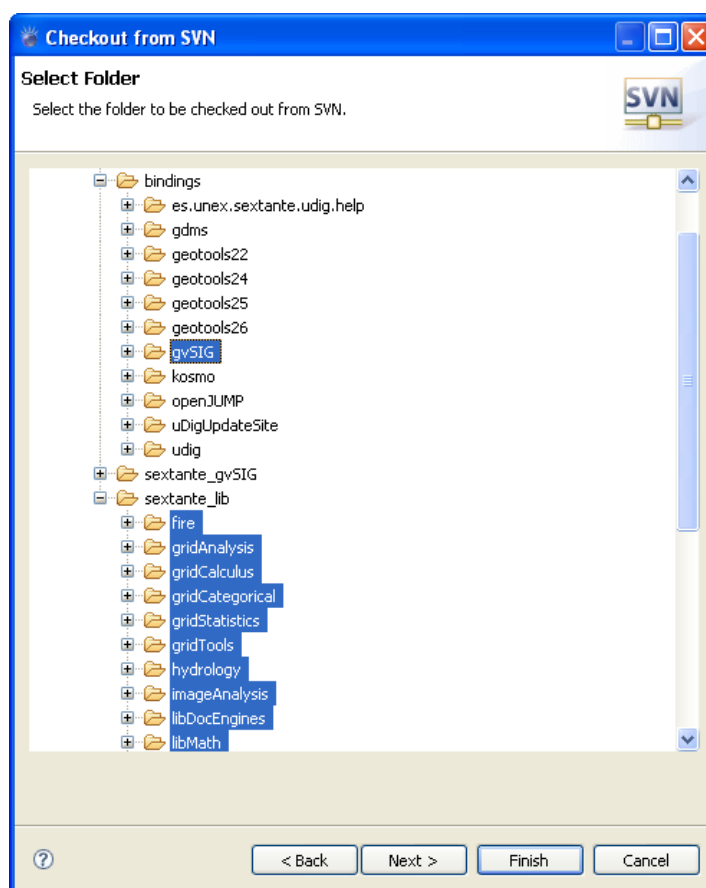 Checkout from SVN
Select Folder
Select the folder to be checked out from SVN.
SVN
bindings
es.unex.sextante.udig.help
gdms
geotools22
geotools24
geotools25
geotools26
gvSIG
kosmo
openJUMP
uDigUpdateSite
udig
sextante_gvSIG
sextante_lib
fire
gridAnalysis
gridCalculus
gridCategorical
gridStatistics
gridTools
hydrology
imageAnalysis
libDocEngines
libMath
? < Back Next > Finish Cancel